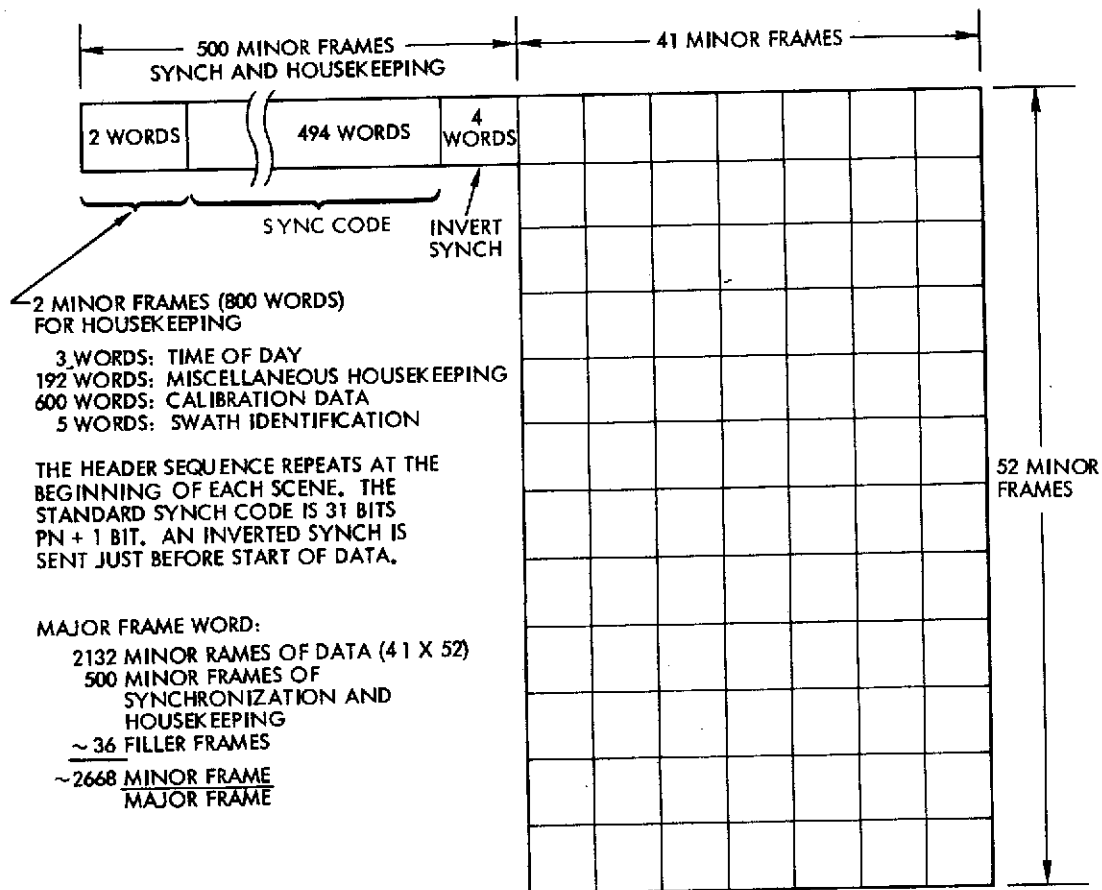 500 MINOR FRAMES
SYNCH AND HOUSEKEEPING
41 MINOR FRAMES
2 WORDS
494 WORDS
4
WORDS
SYNC CODE
INVERT
SYNCH
2 MINOR FRAMES (800 WORDS)
FOR HOUSEKEEPING
3 WORDS: TIME OF DAY
192 WORDS: MISCELLANEOUS HOUSEKEEPING
600 WORDS: CALIBRATION DATA
5 WORDS: SWATH IDENTIFICATION
52 MINOR
FRAMES
THE HEADER SEQUENCE REPEATS AT THE
BEGINNING OF EACH SCENE. THE
STANDARD SYNCH CODE IS 31 BITS
PN + 1 BIT. AN INVERTED SYNCH IS
SENT JUST BEFORE START OF DATA.
MAJOR FRAME WORD:
2132 MINOR RAMES OF DATA (41 X 52)
500 MINOR FRAMES OF
SYNCHRONIZATION AND
HOUSEKEEPING
~ 36 FILLER FRAMES
~2668 MINOR FRAME
MAJOR FRAME